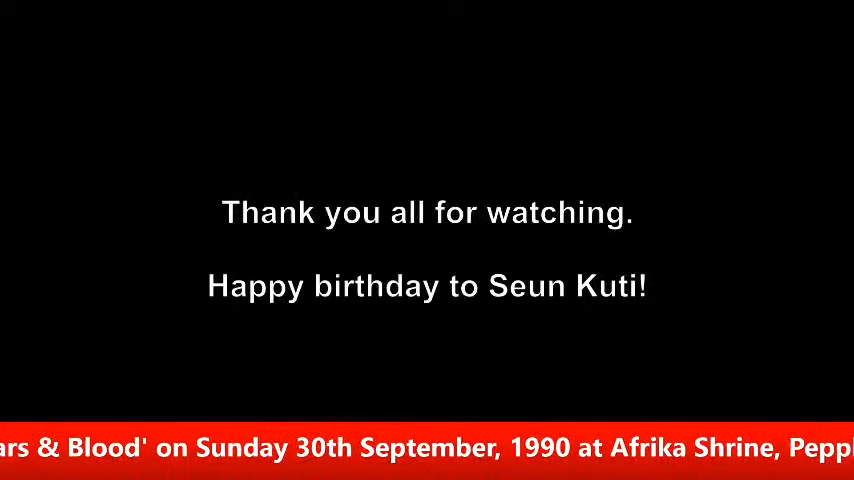 Thank you all for watching.
Happy birthday to Seun Kuti!
& Blood' on Sunday 30th September, 1990 at Afrika Shrine,